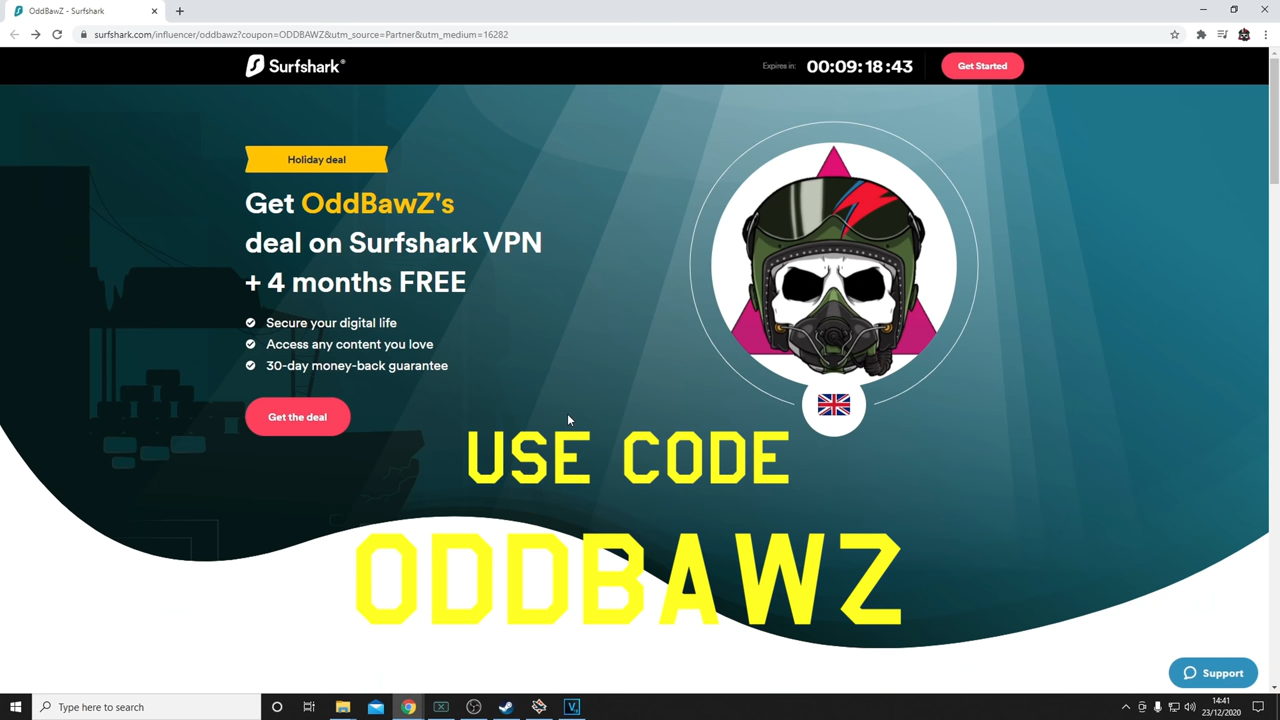 OddBawZ - Surfshark
surfshark.com/influencer/oddbawz?coupon=ODDBAWZ&utm_source=Partner&utm_medium=16282
Surfshark®
Expires in:
00:09:18:43
Get Started
Holiday deal
Get OddBawZ's
deal on Surfshark VPN
+ 4 months FREE
Secure your digital life
Access any content you love
30-day money-back guarantee
Get the deal
USE CODE
ODDBAWZ
Support
Type here to search
14:41
23/12/2020